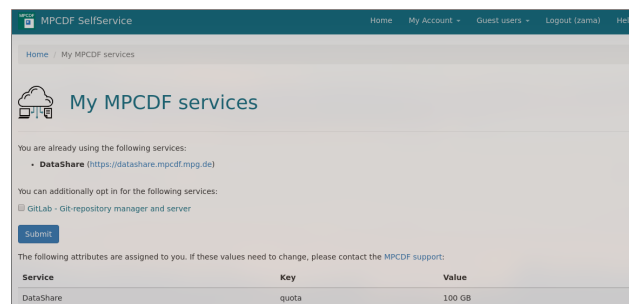 MPCDF
MPCDF SelfService
Home
My Account
Guest users
Logout (zama)
Home / My MPCDF services
My MPCDF services
You are already using the following services:
• DataShare (https://datashare.mpcdf.mpg.de)
You can additionally opt in for the following services:
GitLab - Git-repository manager and server
Submit
The following attributes are assigned to you. If these values need to change, please contact the MPCDF support:
Service Key Value
DataShare quota 100 GB